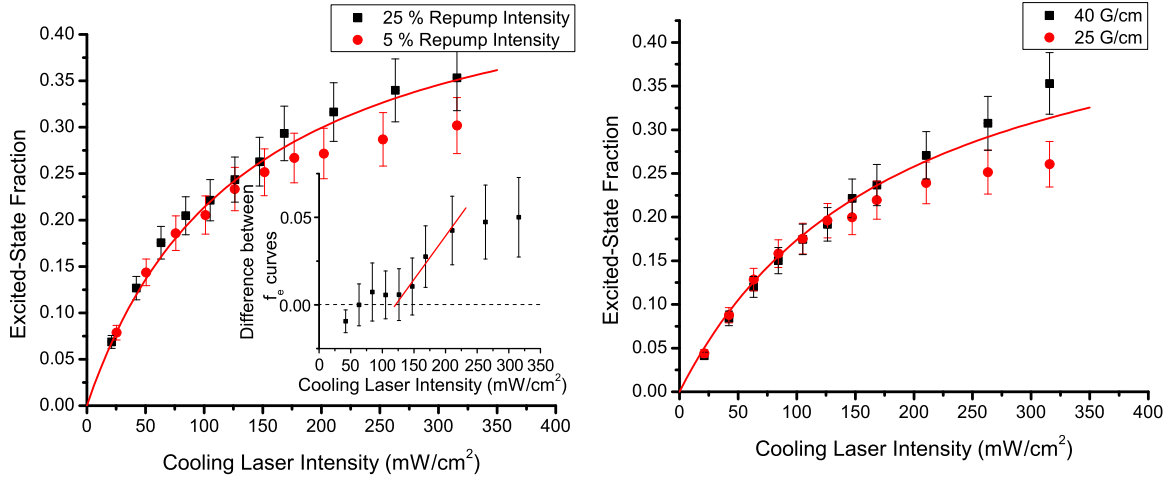 25 % Repump Intensity
5 % Repump Intensity
0.40
0.35
0.30
0.25
0.20
0.15
0.10
0.05
0.00
Excited-State Fraction
0 50 100 150 200 250 300 350 400
Cooling Laser Intensity (mW/cm²)
Difference between
fₑ curves
0.05
0.00
0 50 100 150 200 250 300 350
Cooling Laser Intensity (mW/cm²)
40 G/cm
25 G/cm
0.40
0.35
0.30
0.25
0.20
0.15
0.10
0.05
0.00
Excited-State Fraction
0 50 100 150 200 250 300 350 400
Cooling Laser Intensity (mW/cm²)